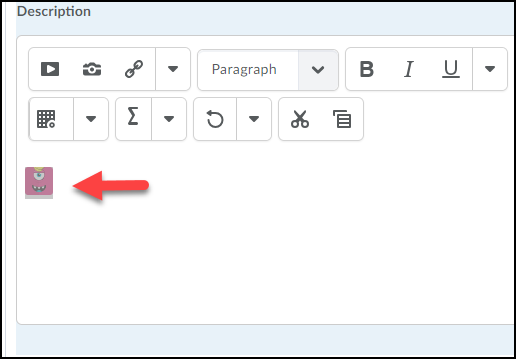 Description
Paragraph
B I U
Σ